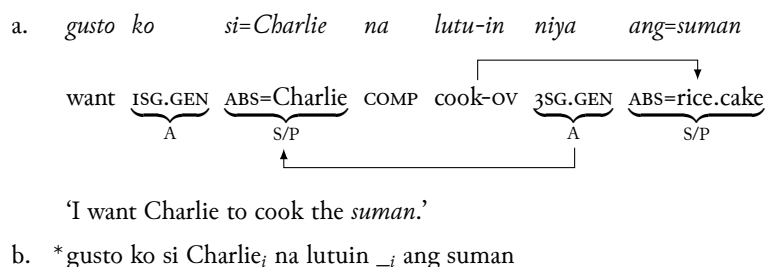 a. gusto ko si=Charlie na lutu-in niya ang=suman
want 1SG.GEN ABS=Charlie COMP cook-OV 3SG.GEN ABS=rice.cake
A S/P A S/P
‘I want Charlie to cook the suman.’
b. *gusto ko si Charlieᵢ na lutuin _ᵢ ang suman